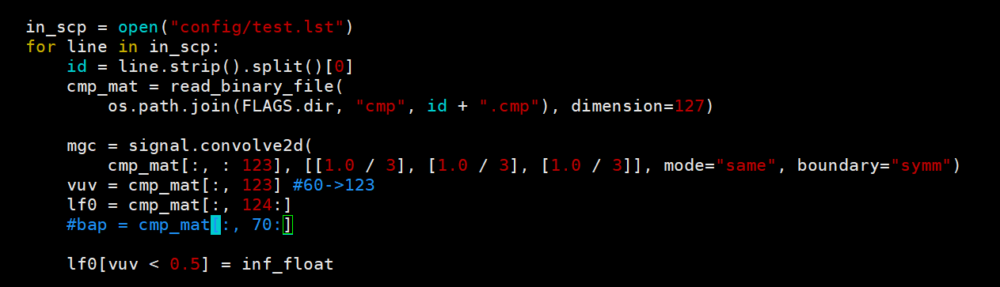 in_scp = open("config/test.lst")
for line in in_scp:
    id = line.strip().split()[0]
    cmp_mat = read_binary_file(
        os.path.join(FLAGS.dir, "cmp", id + ".cmp"), dimension=127)

    mgc = signal.convolve2d(
        cmp_mat[:, : 123], [[1.0 / 3], [1.0 / 3], [1.0 / 3]], mode="same", boundary="symm")
    vuv = cmp_mat[:, 123] #60->123
    lf0 = cmp_mat[:, 124:]
    #bap = cmp_mat[:, 70:]

    lf0[vuv < 0.5] = inf_float